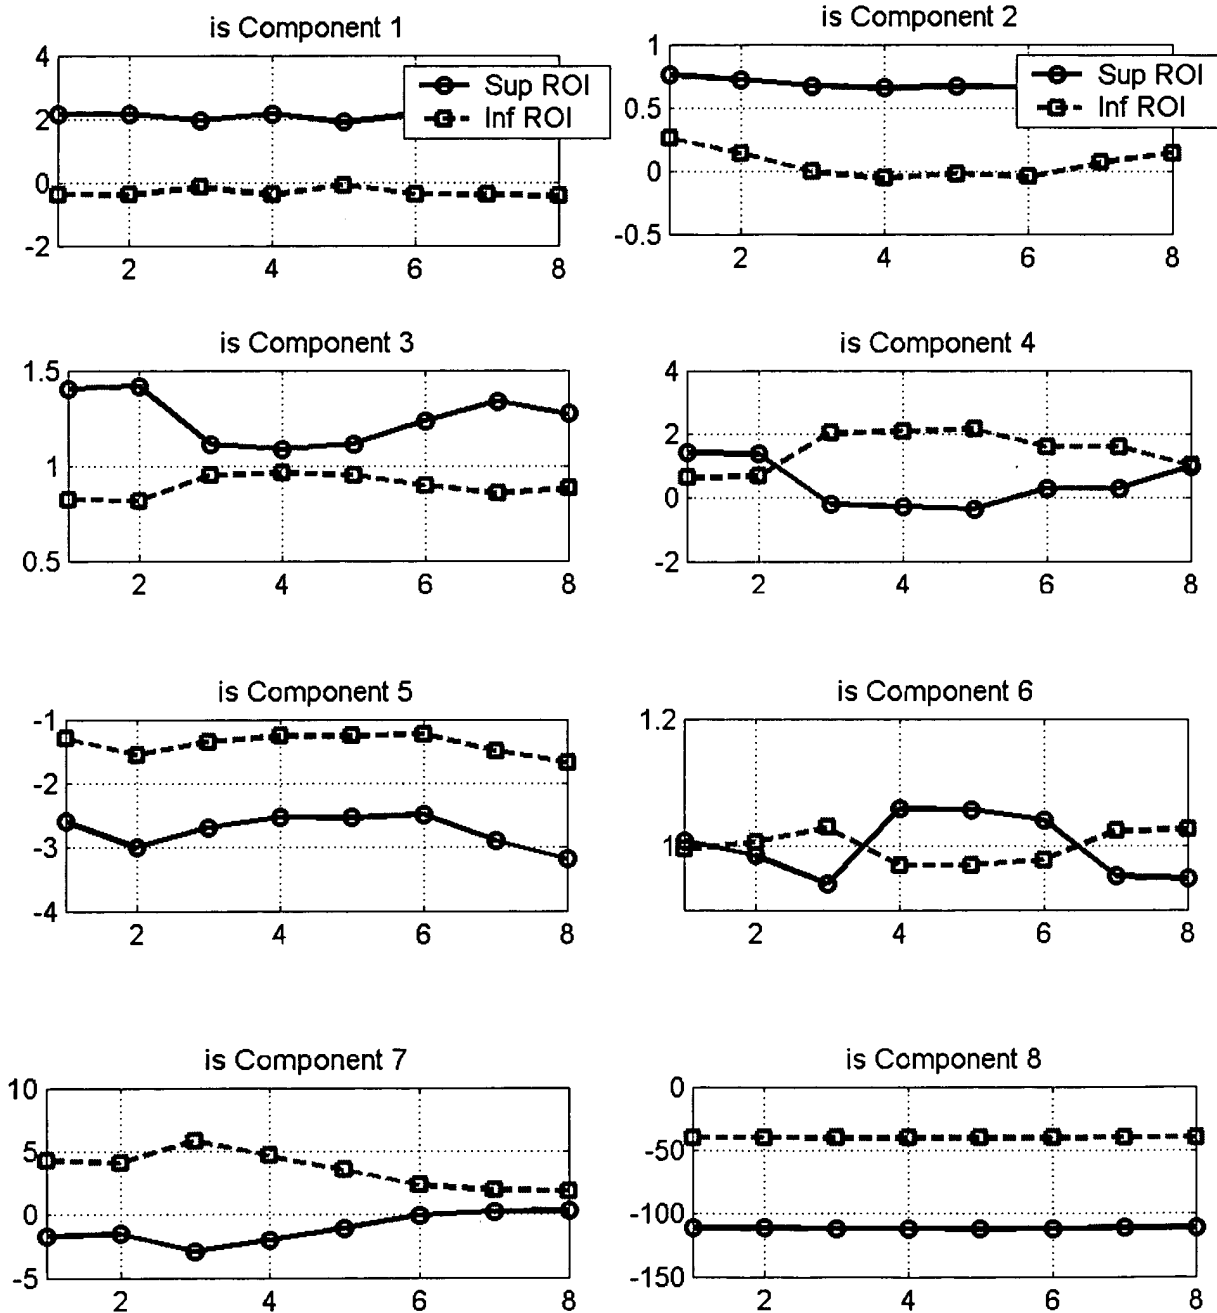 is Component 1
4
2
0
-2
2 4 6 8
Sup ROI
Inf ROI
is Component 2
1
0.5
0
-0.5
2 4 6 8
Sup ROI
Inf ROI
is Component 3
1.5
1
0.5
2 4 6 8
is Component 4
4
2
0
-2
2 4 6 8
is Component 5
-1
-2
-3
-4
2 4 6 8
is Component 6
1.2
1
2 4 6 8
is Component 7
10
5
0
-5
2 4 6 8
is Component 8
0
-50
-100
-150
2 4 6 8